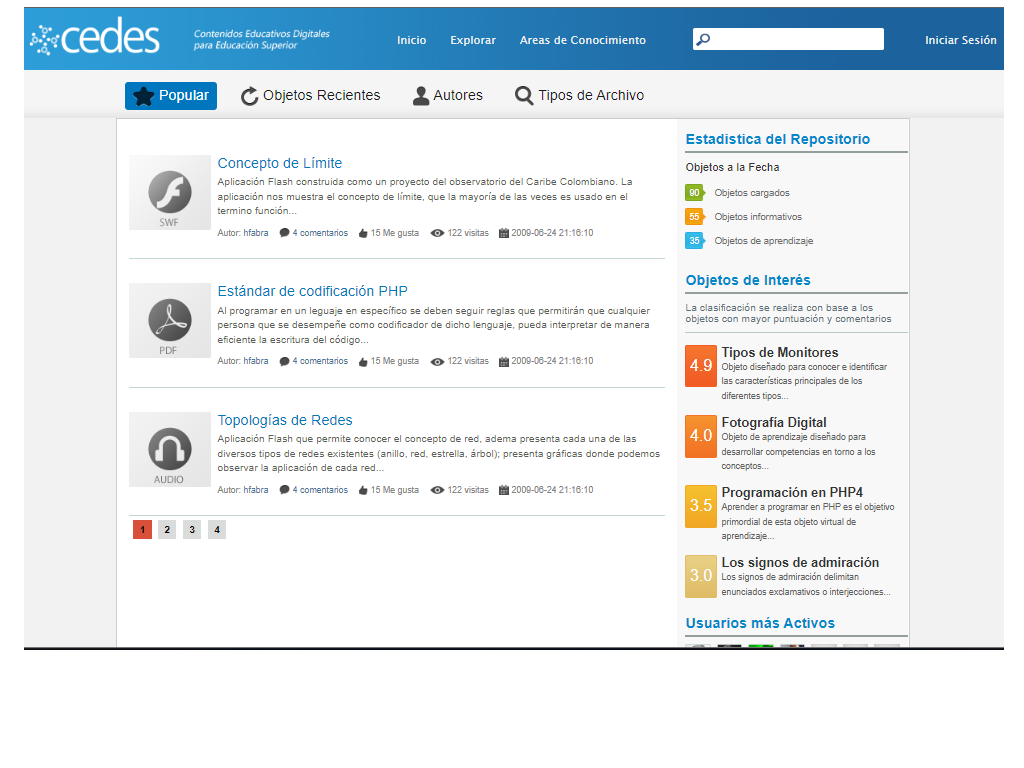 cedes
Contenidos Educativos Digitales
para Educación Superior
Inicio Explorar Areas de Conocimiento
Iniciar Sesión
Popular Objetos Recientes Autores Tipos de Archivo
SWF
Concepto de Límite
Aplicación Flash construida como un proyecto del observatorio del Caribe Colombiano. La
aplicación nos muestra el concepto de límite, que la mayoría de las veces es usado en el
termino función...
Autor: hfabra 4 comentarios 15 Me gusta 122 visitas 2009-06-24 21:16:10
PDF
Estándar de codificación PHP
Al programar en un leguaje en específico se deben seguir reglas que permitirán que cualquier
persona que se desempeñe como codificador de dicho lenguaje, pueda interpretar de manera
eficiente la escritura del código...
Autor: hfabra 4 comentarios 15 Me gusta 122 visitas 2009-06-24 21:16:10
AUDIO
Topologías de Redes
Aplicación Flash que permite conocer el concepto de red, adema presenta cada una de las
diversos tipos de redes existentes (anillo, red, estrella, árbol); presenta gráficas donde podemos
observar la aplicación de cada red...
Autor: hfabra 4 comentarios 15 Me gusta 122 visitas 2009-06-24 21:16:10
1 2 3 4
Estadistica del Repositorio
Objetos a la Fecha
90 Objetos cargados
55 Objetos informativos
35 Objetos de aprendizaje
Objetos de Interés
La clasificación se realiza con base a los
objetos con mayor puntuación y comentarios
4.9 Tipos de Monitores
Objeto diseñado para conocer e identificar
las características principales de los
diferentes tipos...
4.0 Fotografía Digital
Objeto de aprendizaje diseñado para
desarrollar competencias en torno a los
conceptos...
3.5 Programación en PHP4
Aprender a programar en PHP es el objetivo
primordial de esta objeto virtual de
aprendizaje...
3.0 Los signos de admiración
Los signos de admiración delimitan
enunciados exclamativos o interjecciones...
Usuarios más Activos